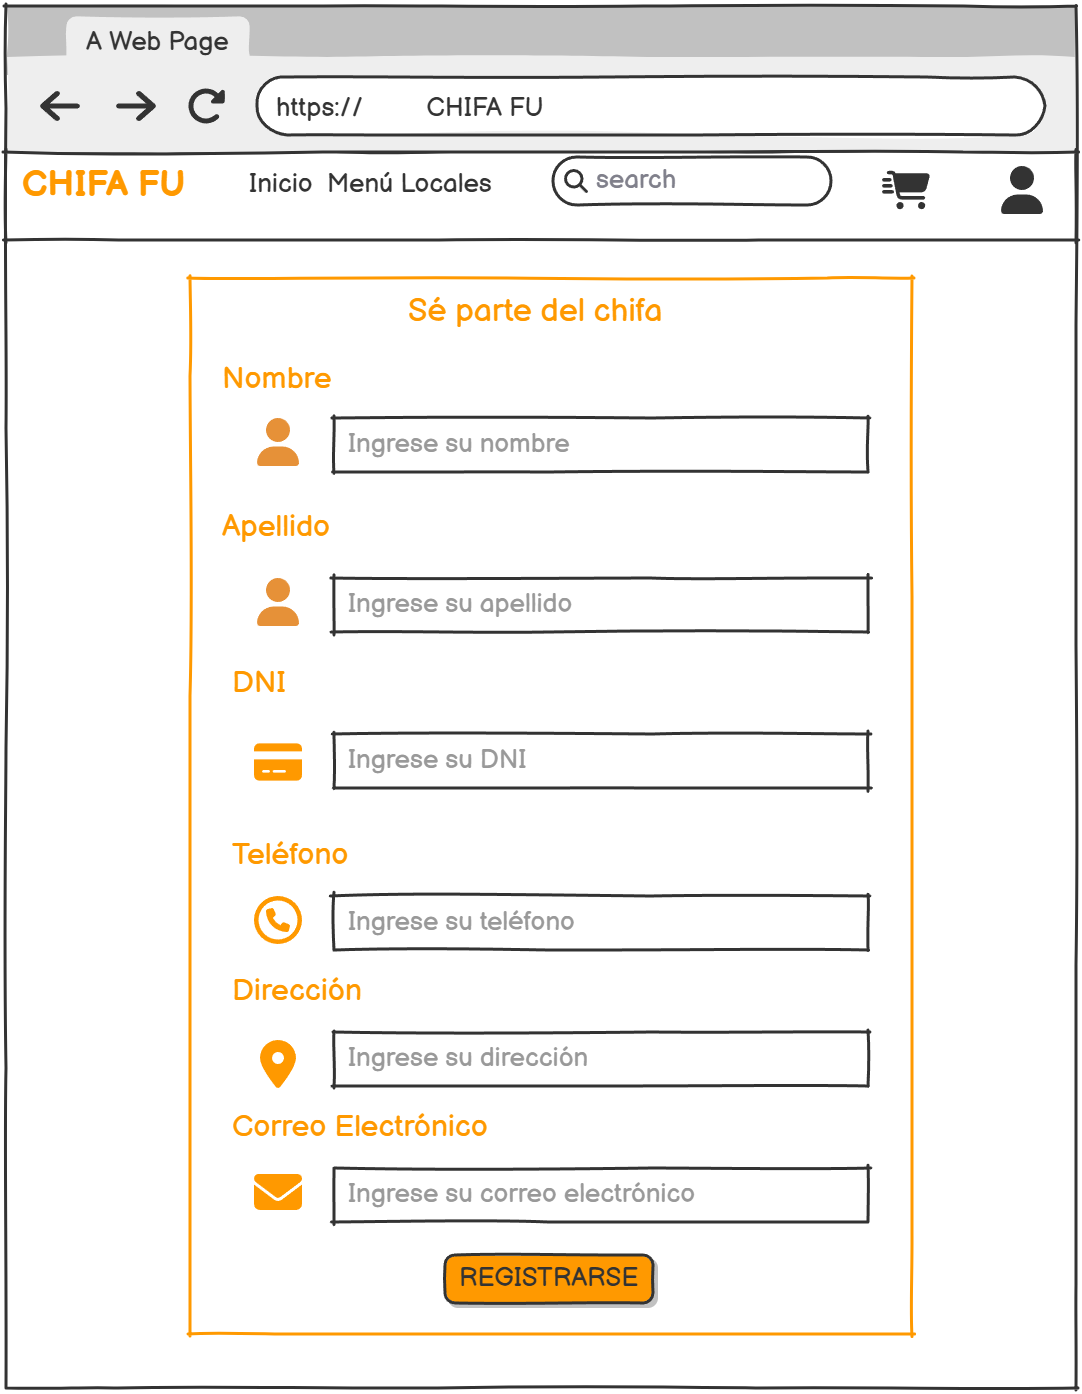 A Web Page
https:// CHIFA FU
CHIFA FU Inicio Menú Locales search
Sé parte del chifa
Nombre
Ingrese su nombre
Apellido
Ingrese su apellido
DNI
Ingrese su DNI
Teléfono
Ingrese su teléfono
Dirección
Ingrese su dirección
Correo Electrónico
Ingrese su correo electrónico
REGISTRARSE